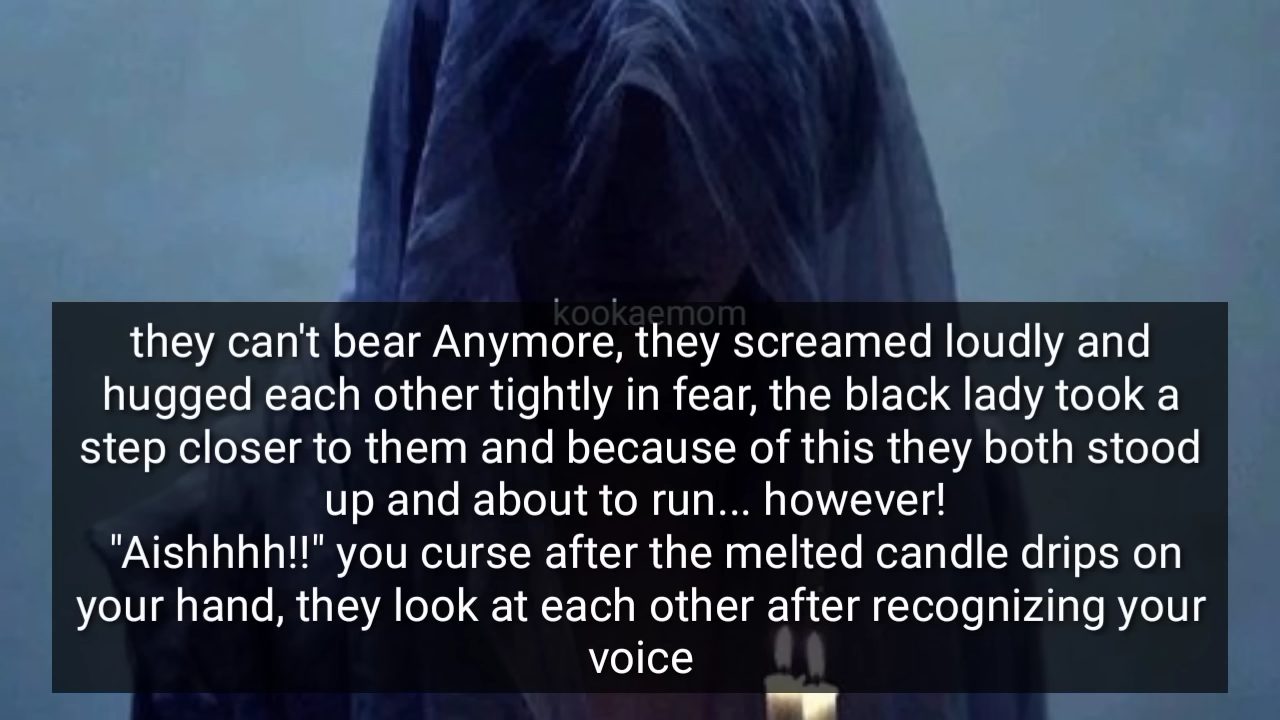 kookaemom
they can't bear Anymore, they screamed loudly and
hugged each other tightly in fear, the black lady took a
step closer to them and because of this they both stood
up and about to run... however!
"Aishhhh!!" you curse after the melted candle drips on
your hand, they look at each other after recognizing your
voice